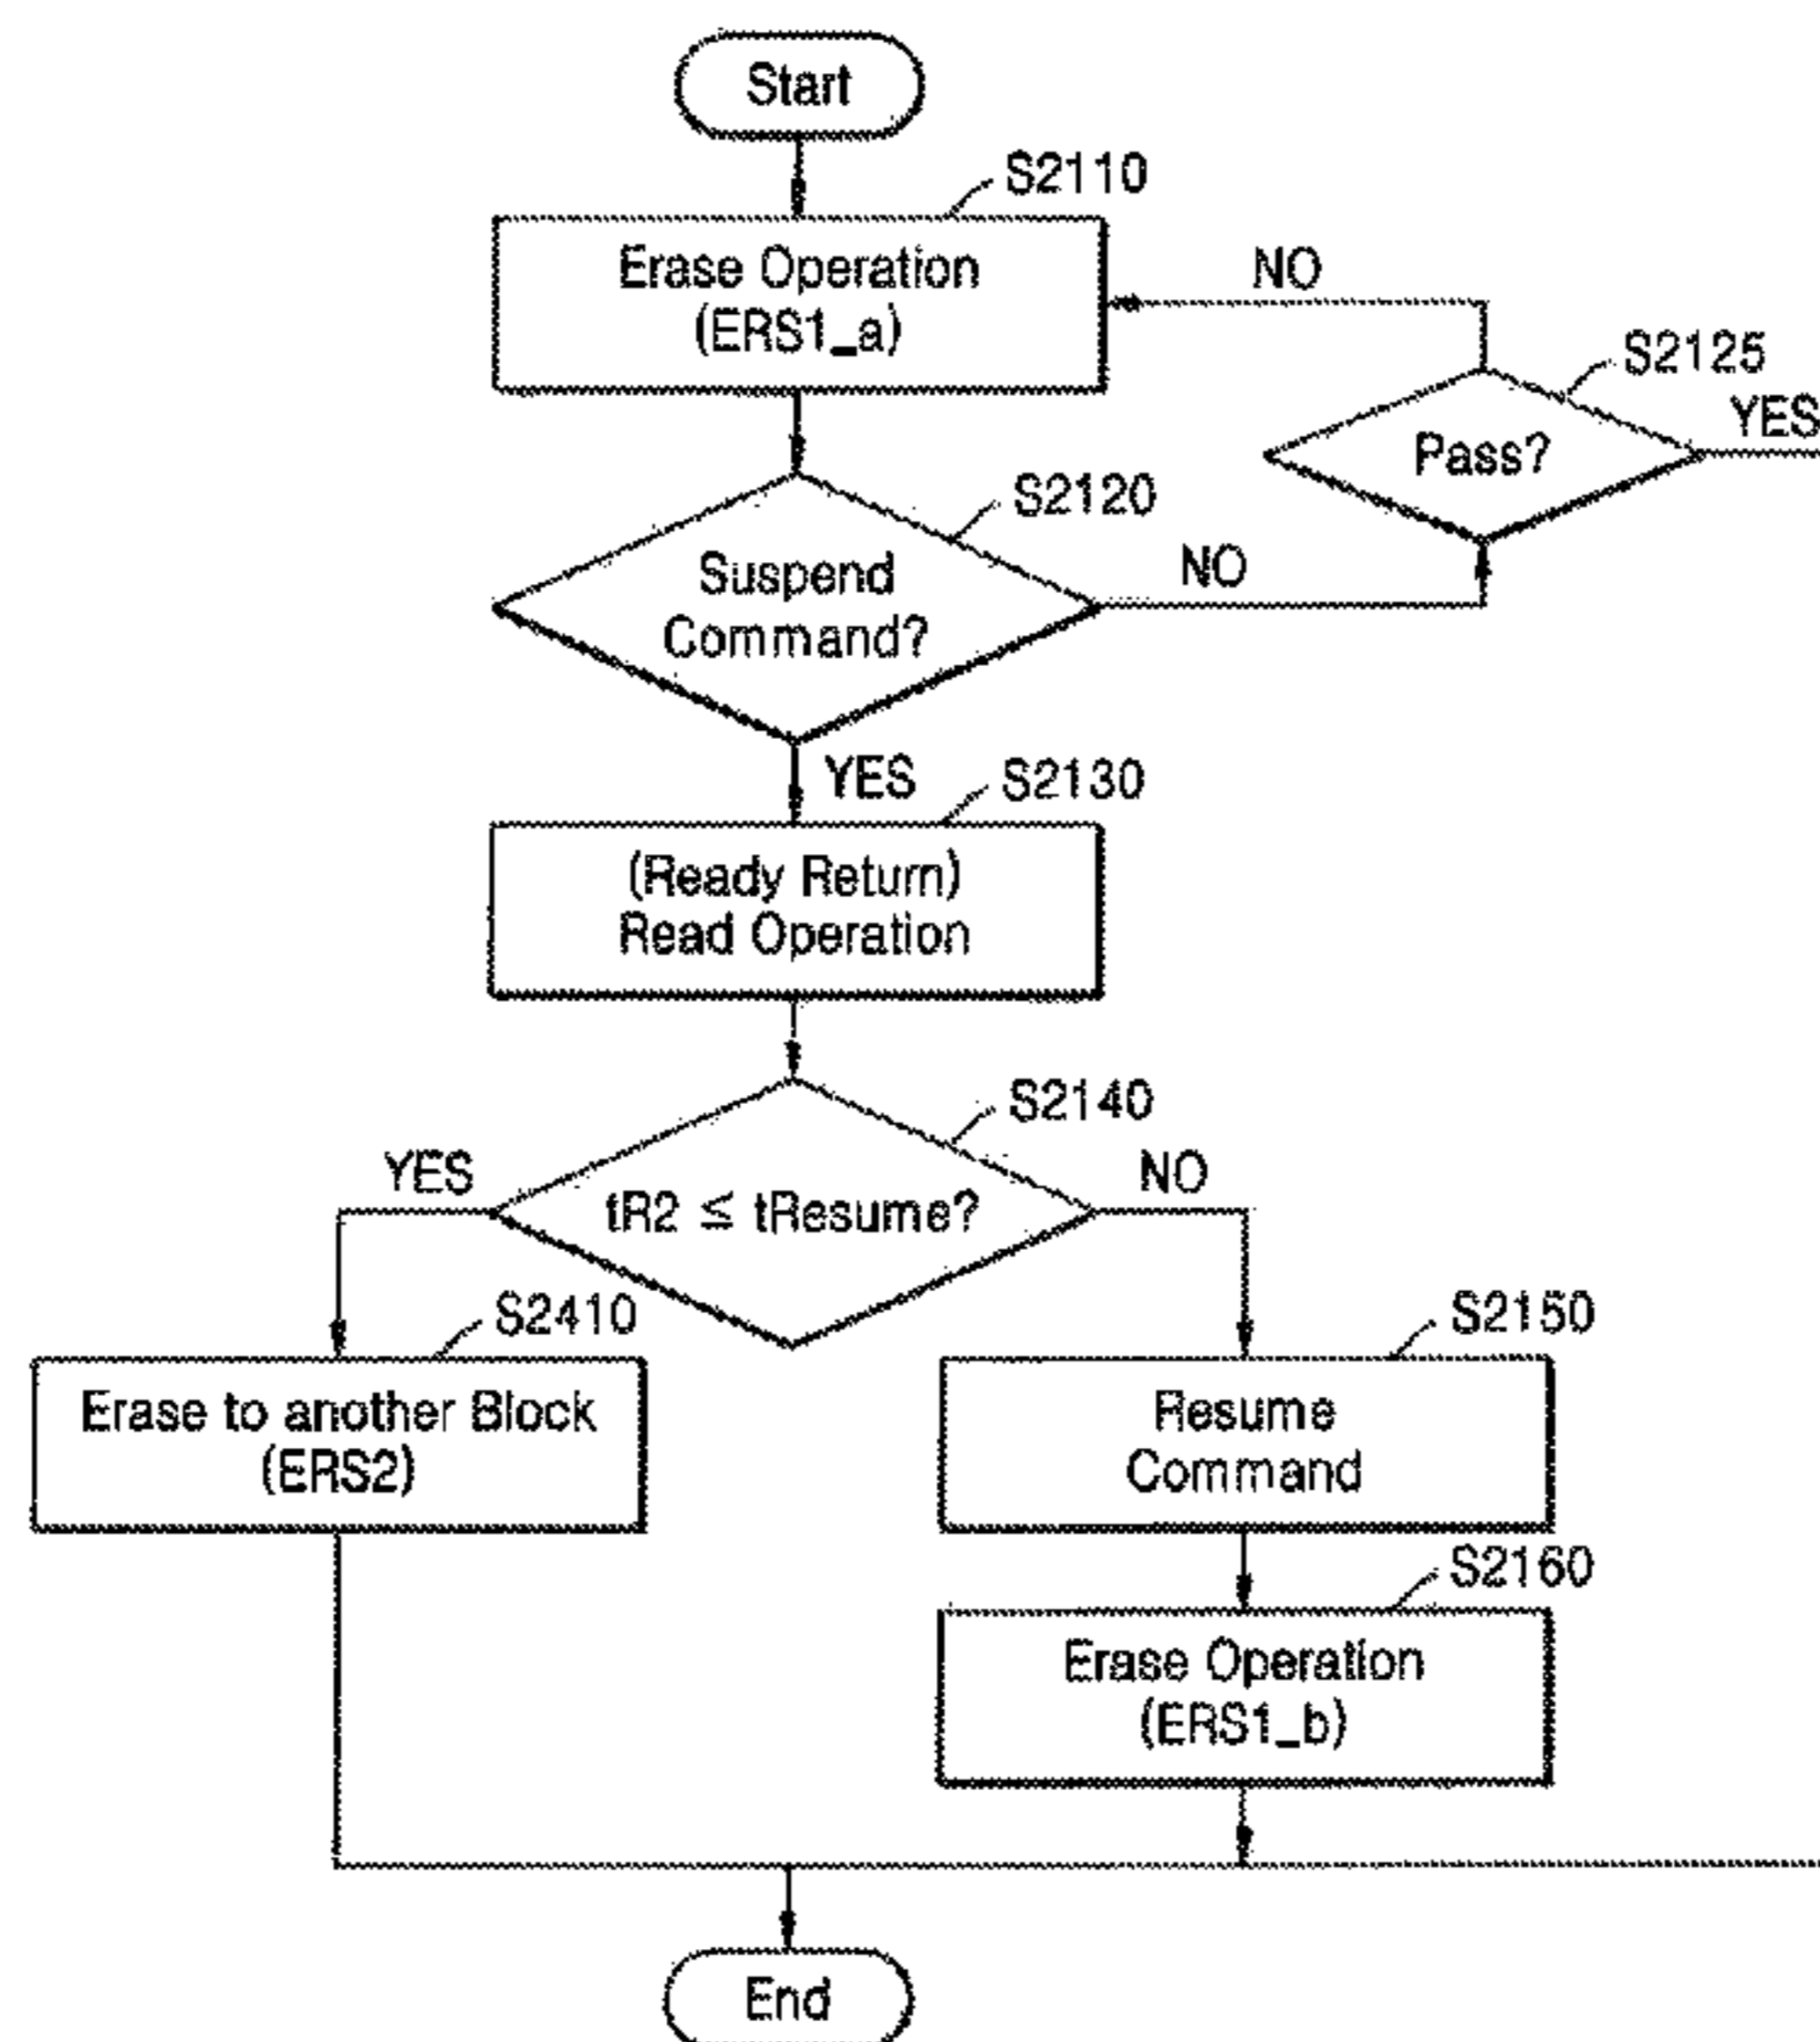 Start
S2110
Erase Operation
(ERS1_a)
NO
S2125
Pass?
YES
S2120
Suspend
Command?
NO
YES
S2130
(Ready Return)
Read Operation
S2140
YES
tR2 ≤ tResume?
NO
S2410
Erase to another Block
(ERS2)
S2150
Resume
Command
S2160
Erase Operation
(ERS1_b)
End